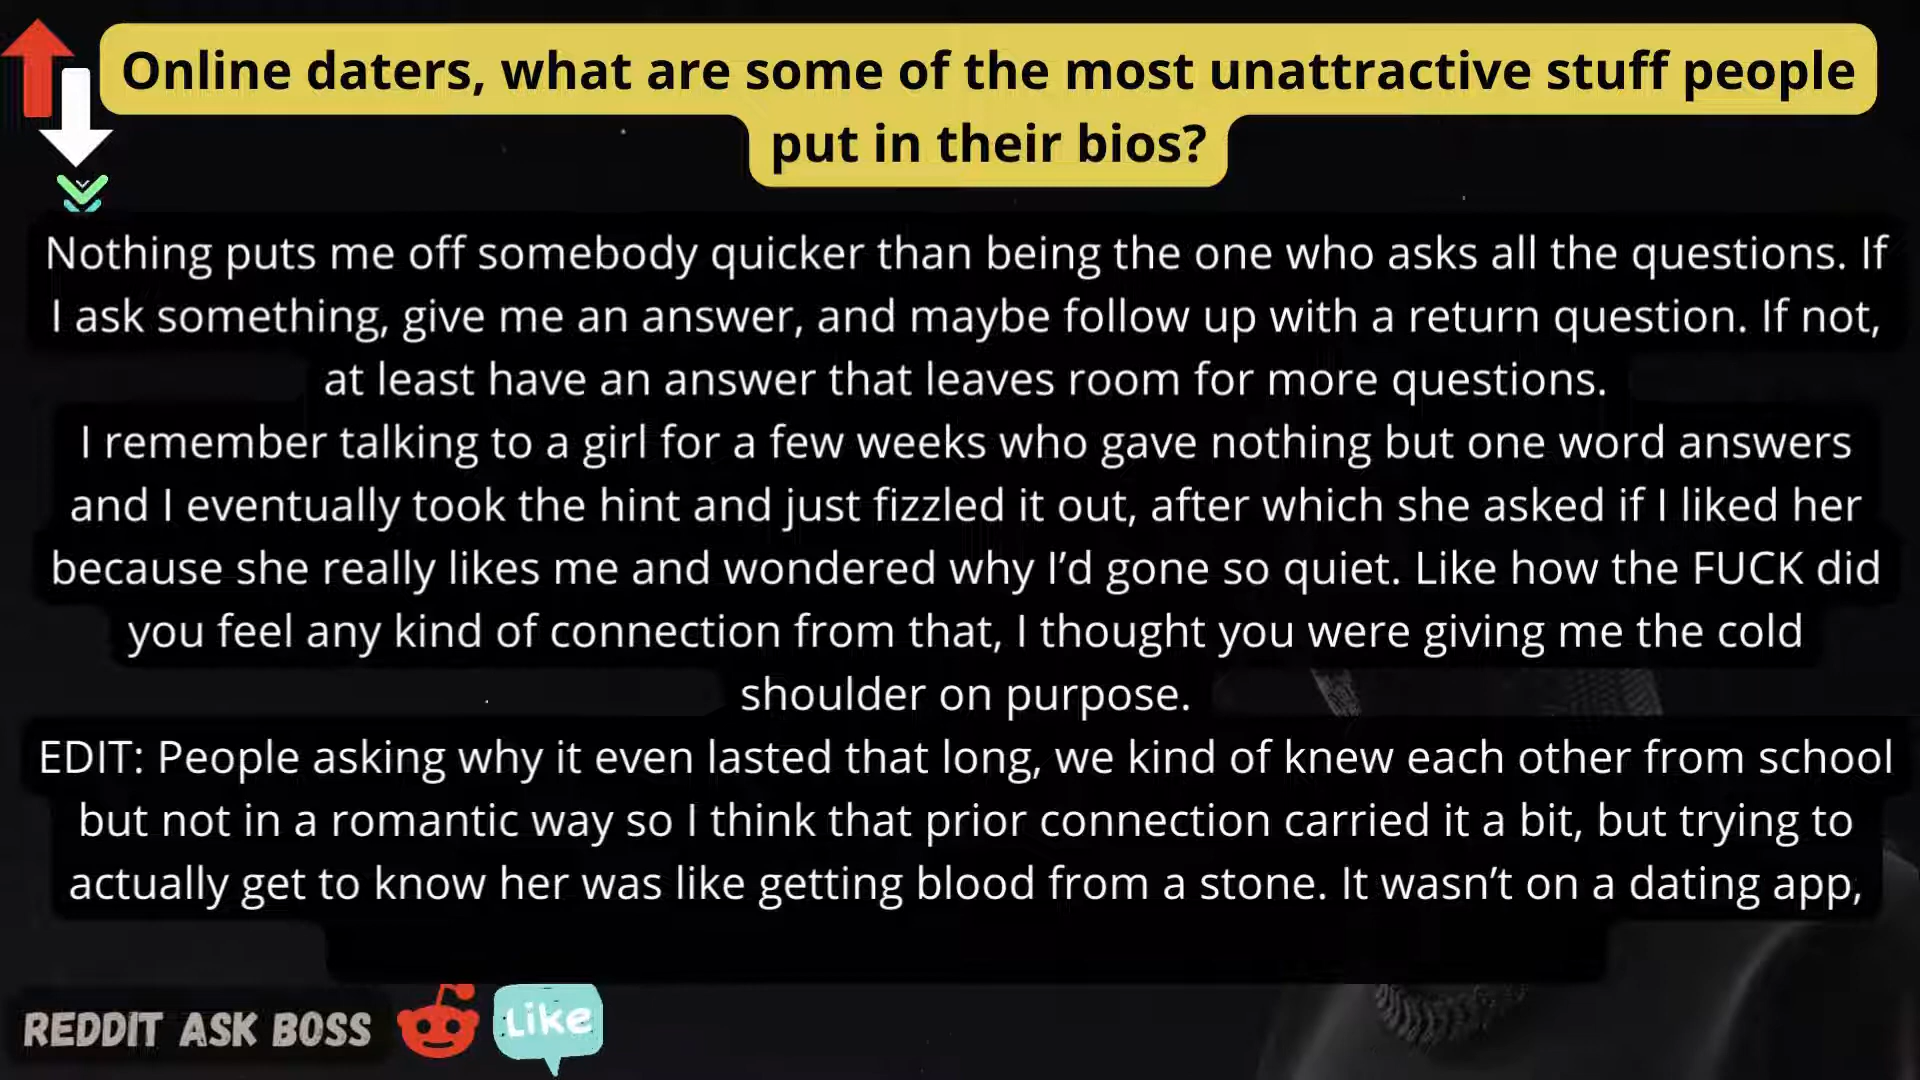 Online daters, what are some of the most unattractive stuff people
put in their bios?
Nothing puts me off somebody quicker than being the one who asks all the questions. If
I ask something, give me an answer, and maybe follow up with a return question. If not,
at least have an answer that leaves room for more questions.
I remember talking to a girl for a few weeks who gave nothing but one word answers
and I eventually took the hint and just fizzled it out, after which she asked if I liked her
because she really likes me and wondered why I’d gone so quiet. Like how the FUCK did
you feel any kind of connection from that, I thought you were giving me the cold
shoulder on purpose.
EDIT: People asking why it even lasted that long, we kind of knew each other from school
but not in a romantic way so I think that prior connection carried it a bit, but trying to
actually get to know her was like getting blood from a stone. It wasn’t on a dating app,
REDDIT ASK BOSS
Like